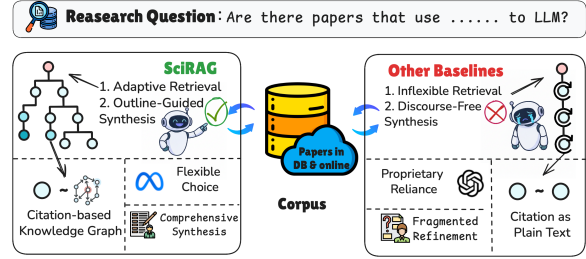 Reasearch Question: Are there papers that use ...... to LLM?
SciRAG
1. Adaptive Retrieval
2. Outline-Guided
Synthesis
Citation-based
Knowledge Graph
Flexible
Choice
Comprehensive
Synthesis
Papers in
DB & online
Corpus
Other Baselines
1. Inflexible Retrieval
2. Discourse-Free
Synthesis
Proprietary
Reliance
Fragmented
Refinement
Citation as
Plain Text